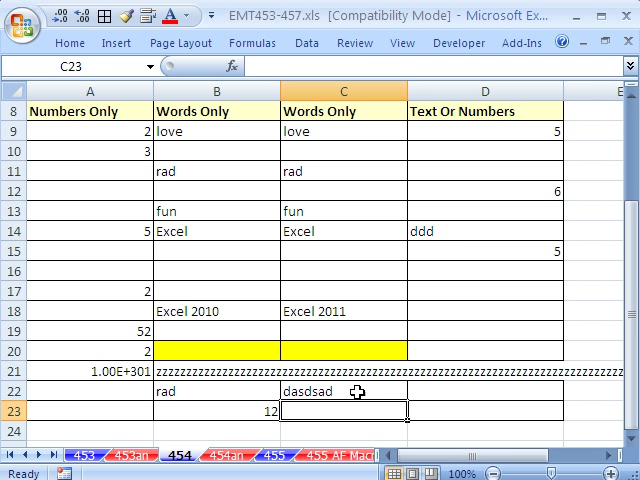 EMT453-457.xls [Compatibility Mode] - Microsoft Ex...
Home Insert Page Layout Formulas Data Review View Developer Add-Ins
C23 fx
A B C D E
8 Numbers Only Words Only Words Only Text Or Numbers
9 2 love love 5
10 3
11 rad rad
12 6
13 fun fun
14 5 Excel Excel ddd
15 5
16
17 2
18 Excel 2010 Excel 2011
19 52
20 2
21 1.00E+301
22 rad dasdsad
23 12
24
453 453an 454 454an 455 455 AF Macr
Ready 100%